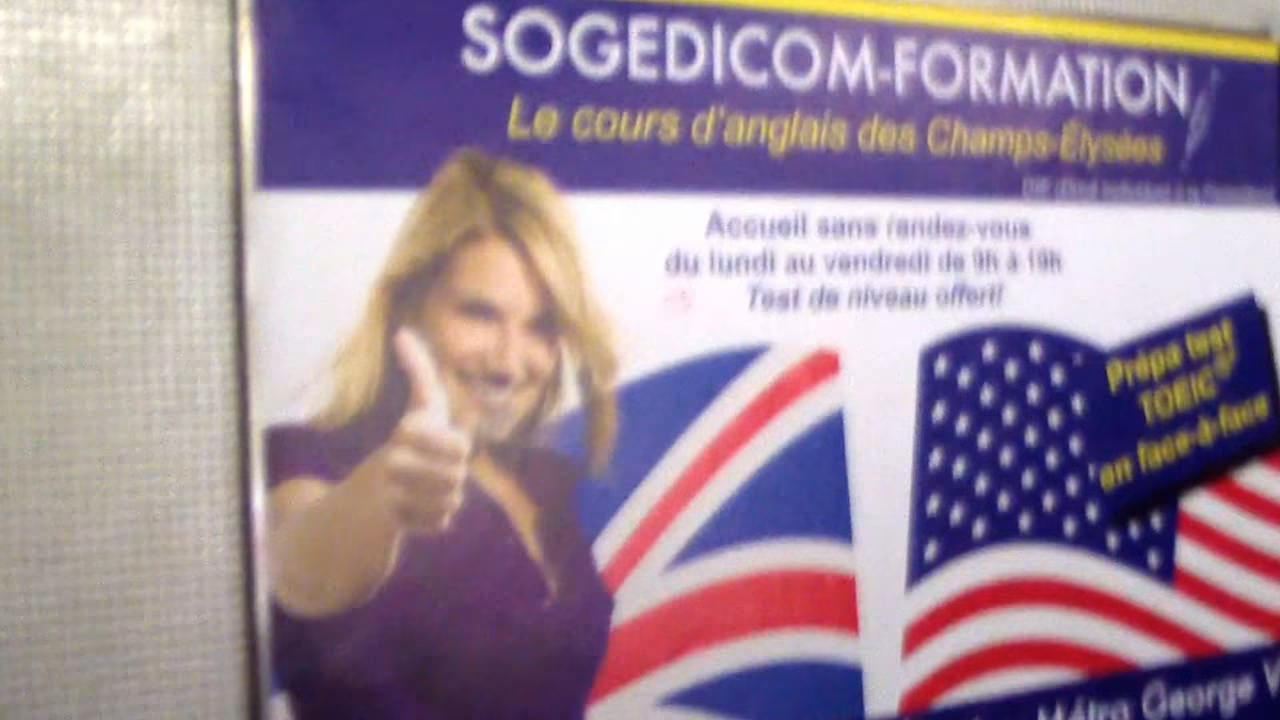 SOGEDICOM-FORMATION
Le cours d'anglais des Champs-Élysées
Accueil sans rendez-vous
du lundi au vendredi de 9h à 19h
Test de niveau offert!
Prépa test
TOEIC
en face-à-face
Métro George V